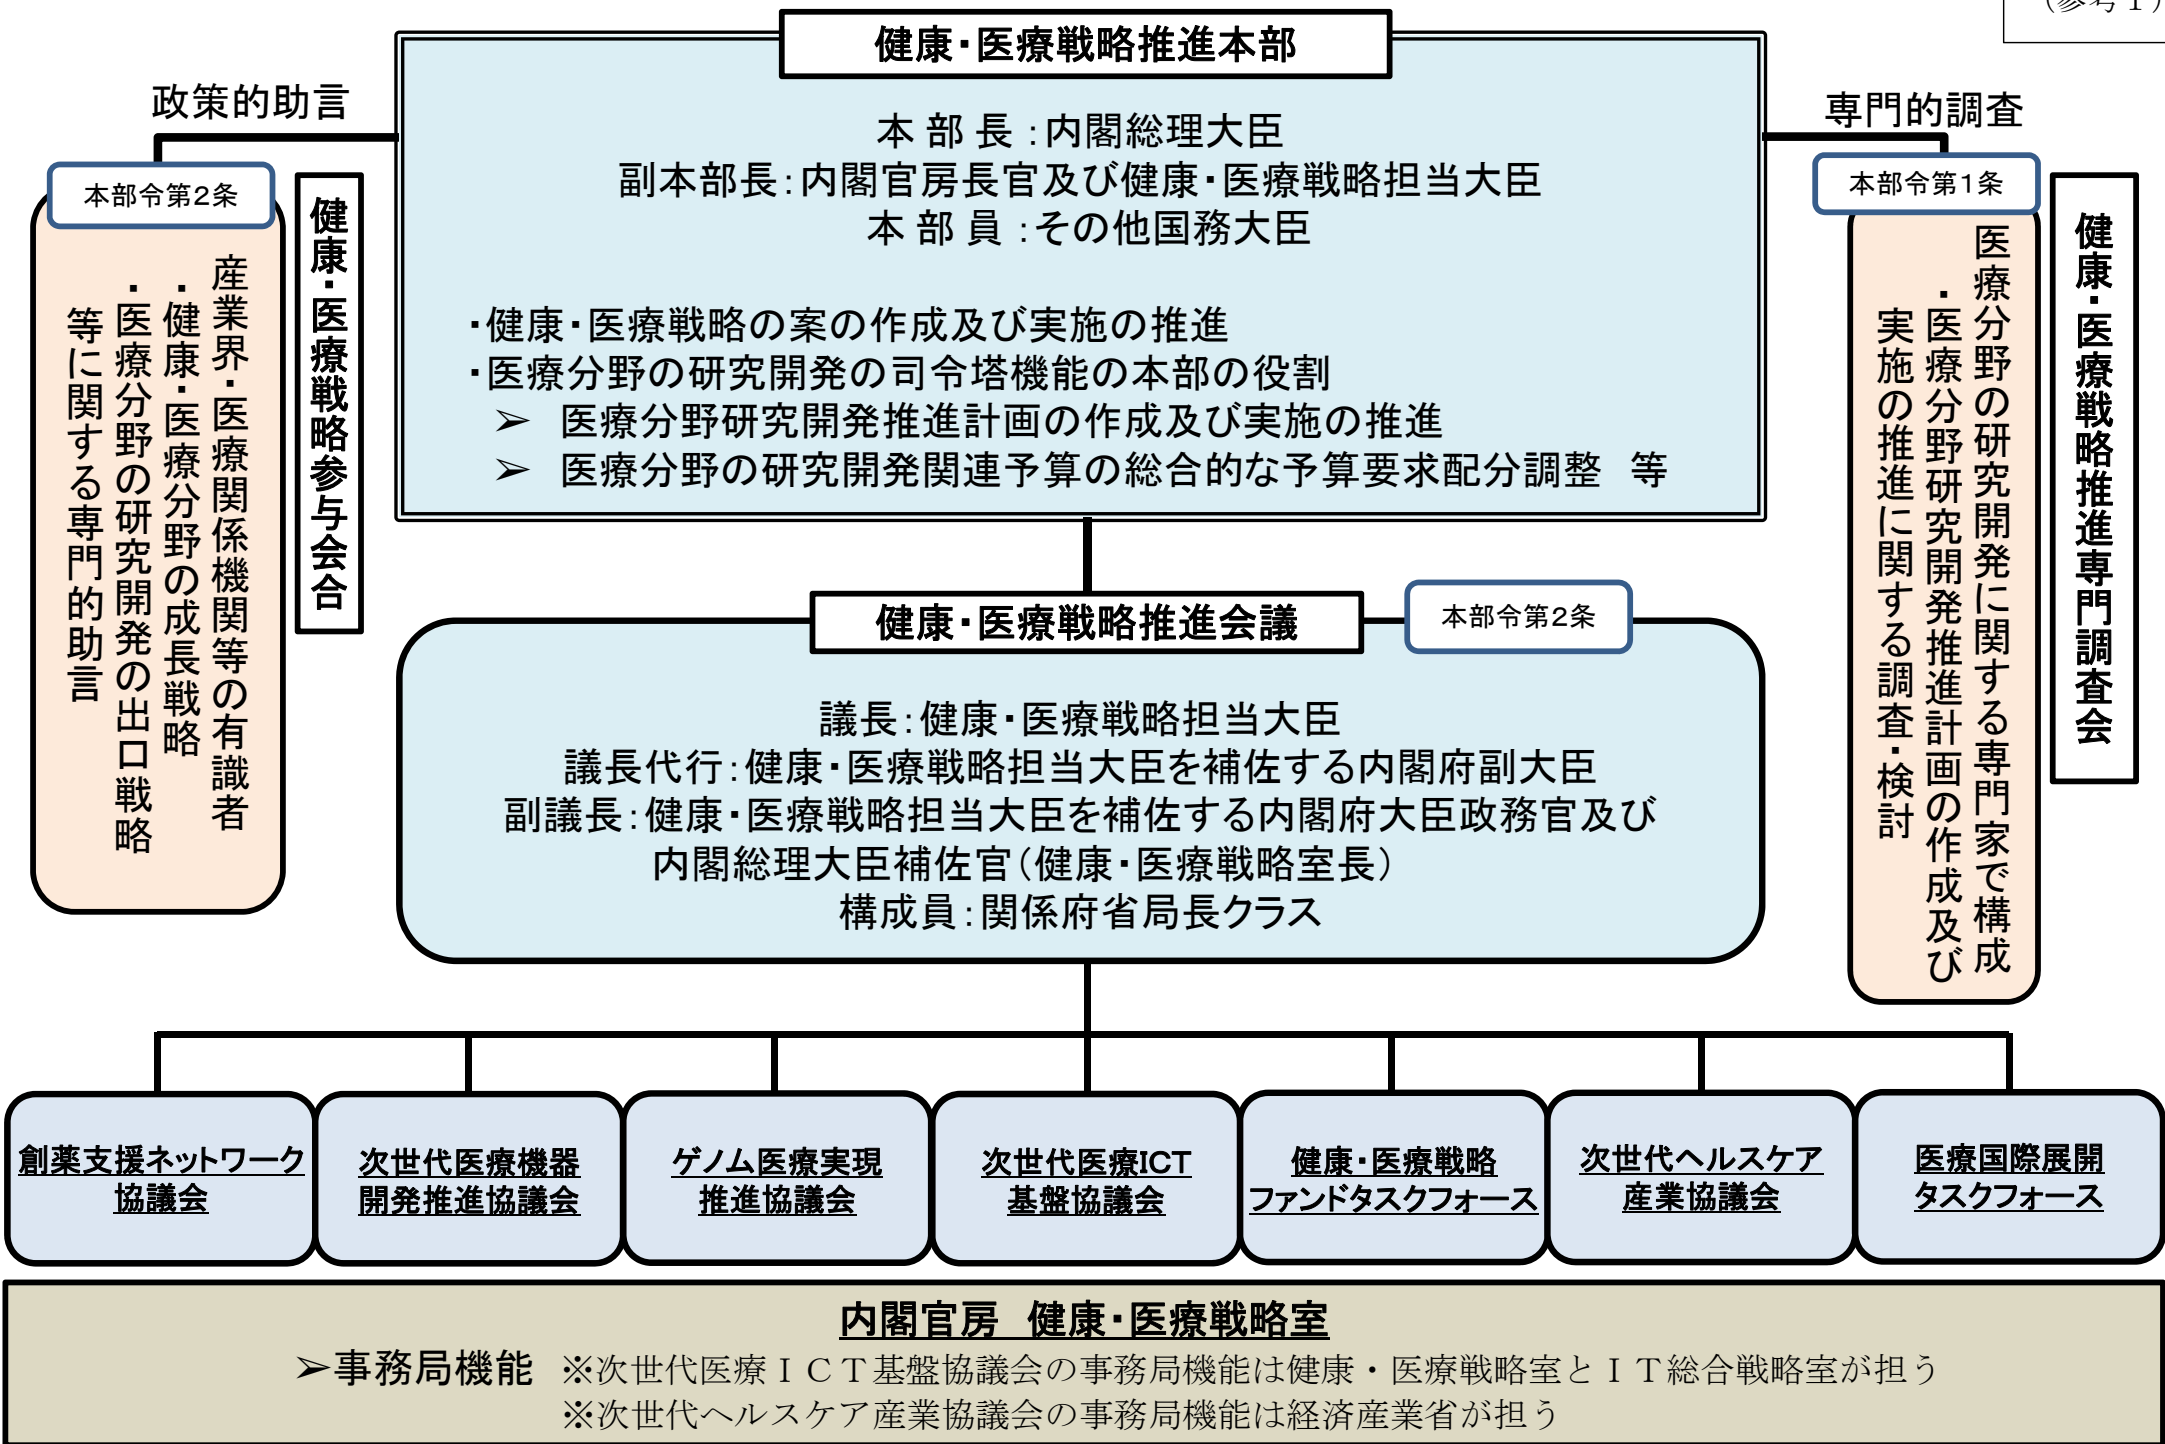 （参考１）
健康・医療戦略推進本部
本 部 長 ：内閣総理大臣
副本部長：内閣官房長官及び健康・医療戦略担当大臣
本 部 員 ：その他国務大臣
・健康・医療戦略の案の作成及び実施の推進
・医療分野の研究開発の司令塔機能の本部の役割
➢ 医療分野研究開発推進計画の作成及び実施の推進
➢ 医療分野の研究開発関連予算の総合的な予算要求配分調整　等
政策的助言
本部令第２条
健康・医療戦略参与会合
産業界・医療関係機関等の有識者
・健康・医療分野の成長戦略
・医療分野の研究開発の出口戦略
等に関する専門的助言
専門的調査
本部令第１条
健康・医療戦略推進専門調査会
医療分野の研究開発に関する専門家で構成
・医療分野研究開発推進計画の作成及び
実施の推進に関する調査・検討
健康・医療戦略推進会議
本部令第２条
議長：健康・医療戦略担当大臣
議長代行：健康・医療戦略担当大臣を補佐する内閣府副大臣
副議長：健康・医療戦略担当大臣を補佐する内閣府大臣政務官及び
内閣総理大臣補佐官（健康・医療戦略室長）
構成員：関係府省局長クラス
創薬支援ネットワーク
協議会
次世代医療機器
開発推進協議会
ゲノム医療実現
推進協議会
次世代医療ICT
基盤協議会
健康・医療戦略
ファンドタスクフォース
次世代ヘルスケア
産業協議会
医療国際展開
タスクフォース
内閣官房　健康・医療戦略室
➢事務局機能　※次世代医療ＩＣＴ基盤協議会の事務局機能は健康・医療戦略室とＩＴ総合戦略室が担う
※次世代ヘルスケア産業協議会の事務局機能は経済産業省が担う